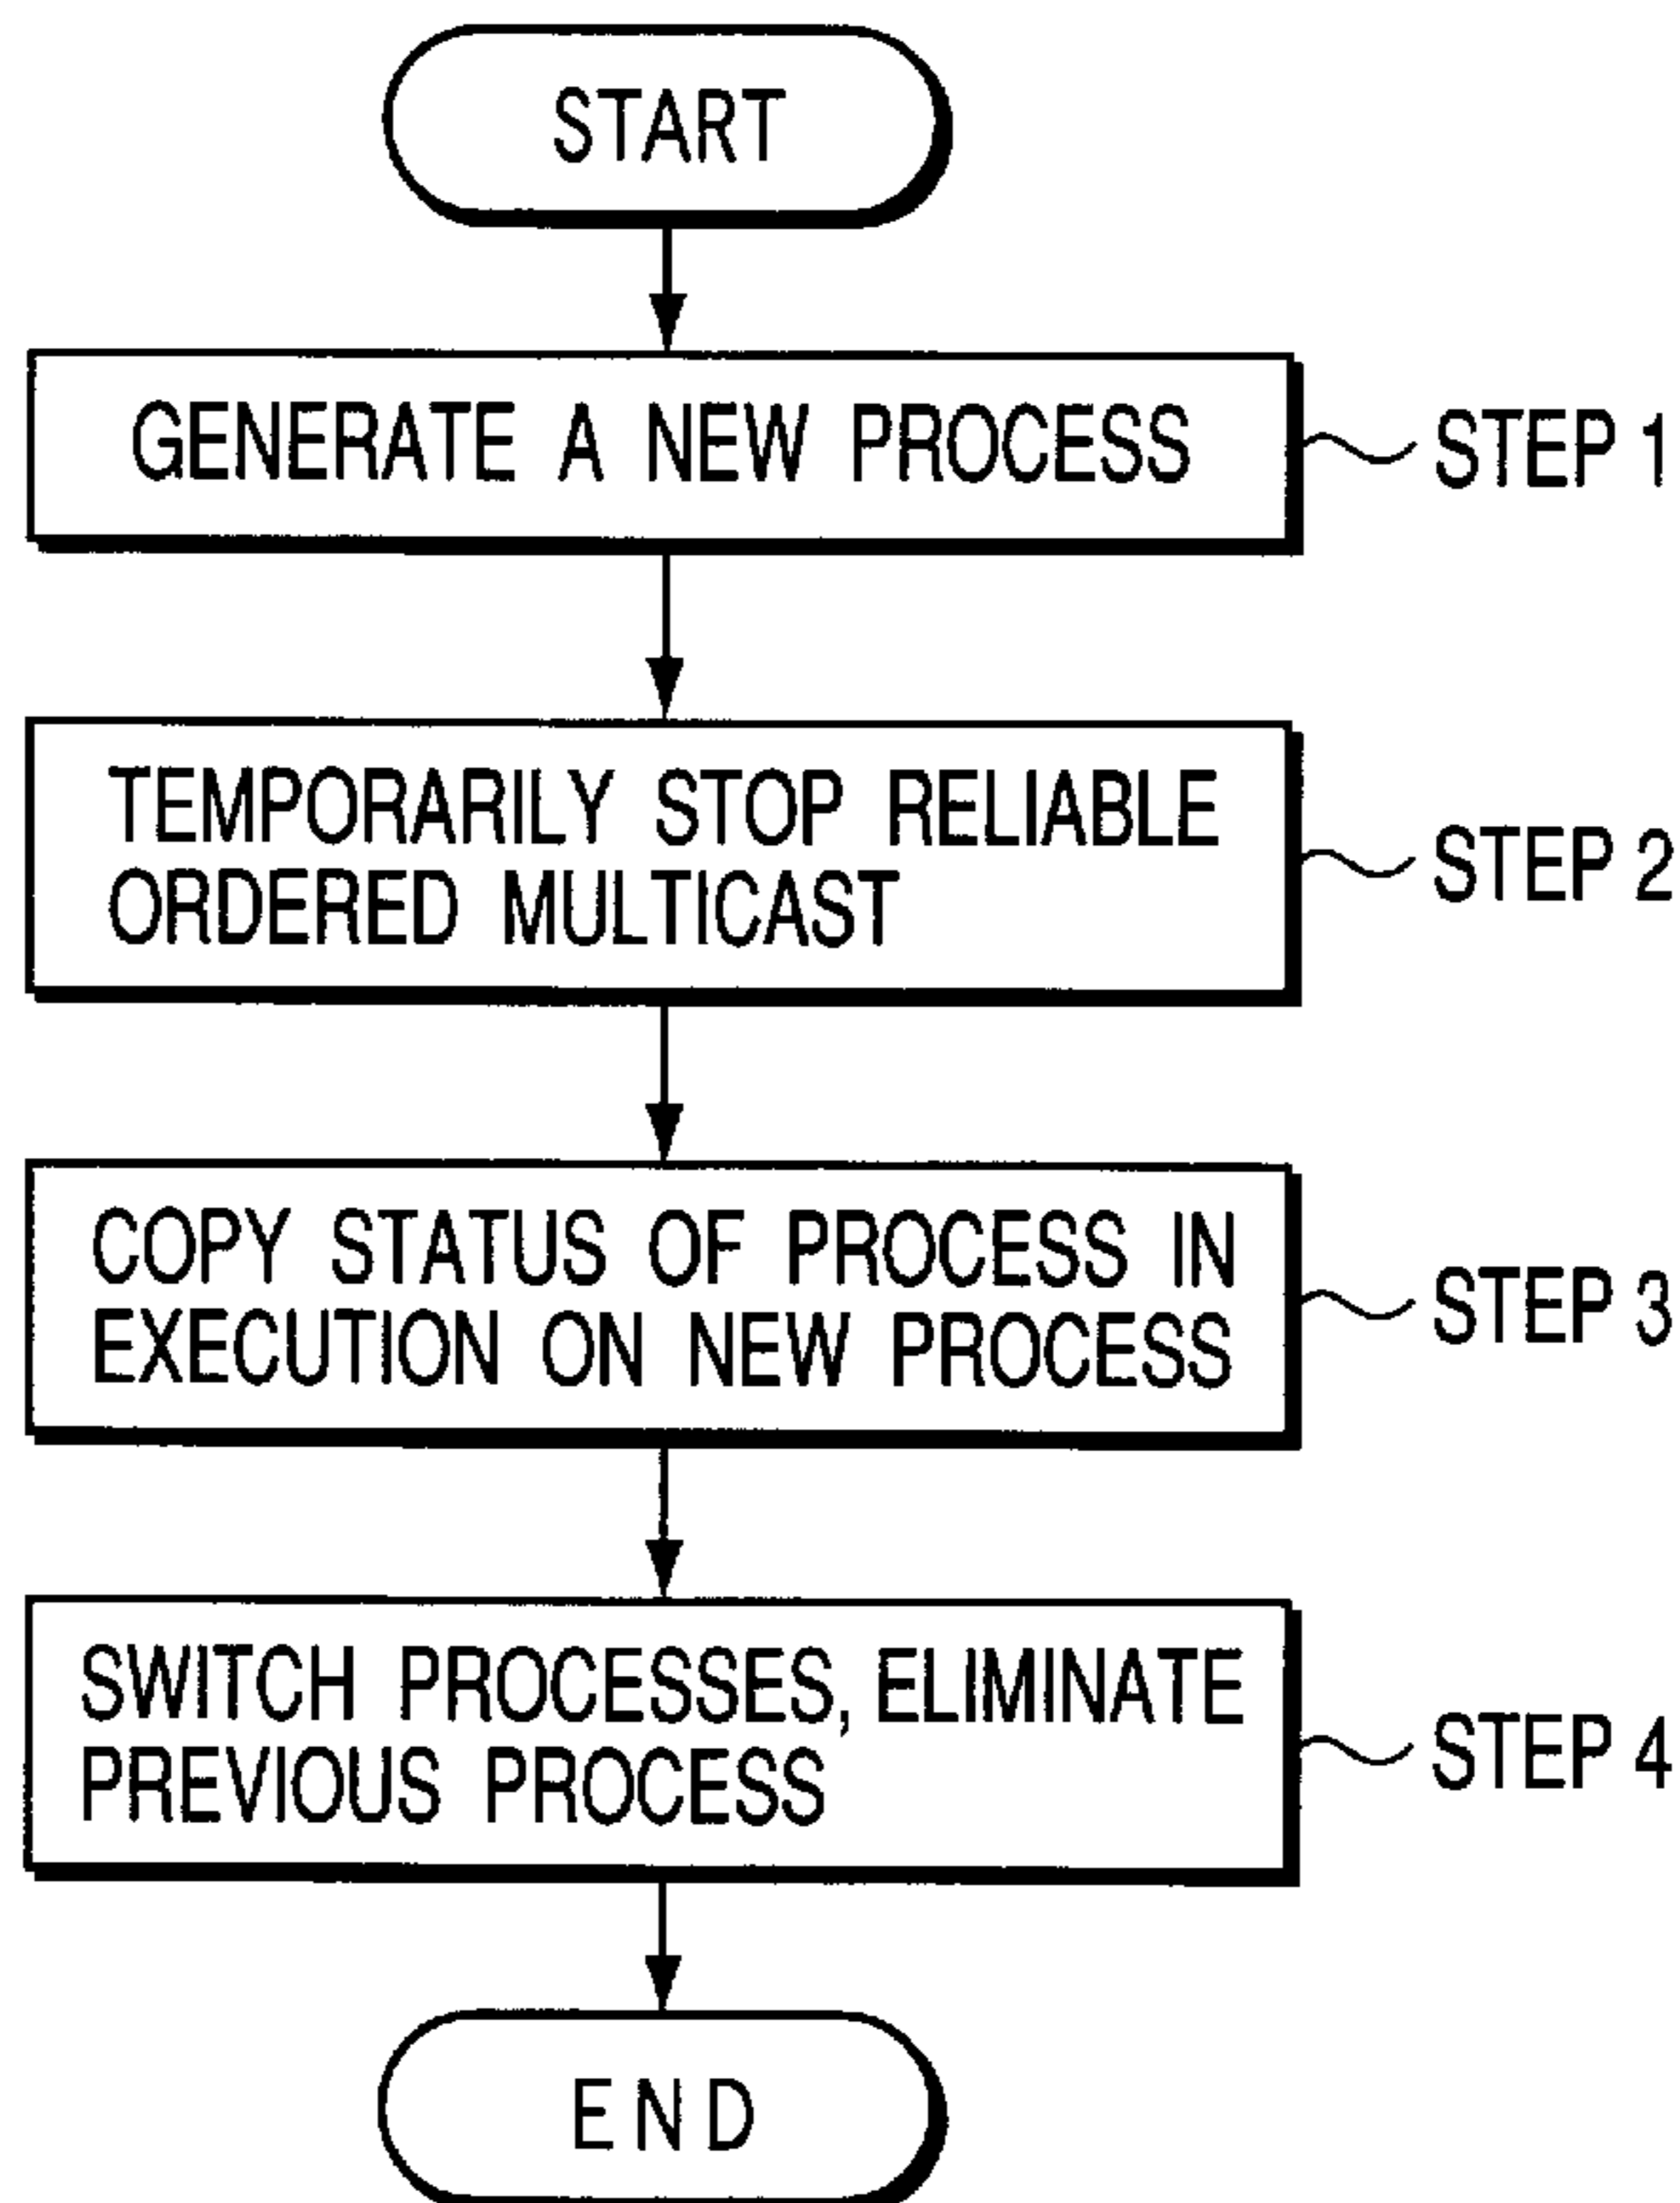 START
GENERATE A NEW PROCESS
STEP 1
TEMPORARILY STOP RELIABLE
ORDERED MULTICAST
STEP 2
COPY STATUS OF PROCESS IN
EXECUTION ON NEW PROCESS
STEP 3
SWITCH PROCESSES, ELIMINATE
PREVIOUS PROCESS
STEP 4
END